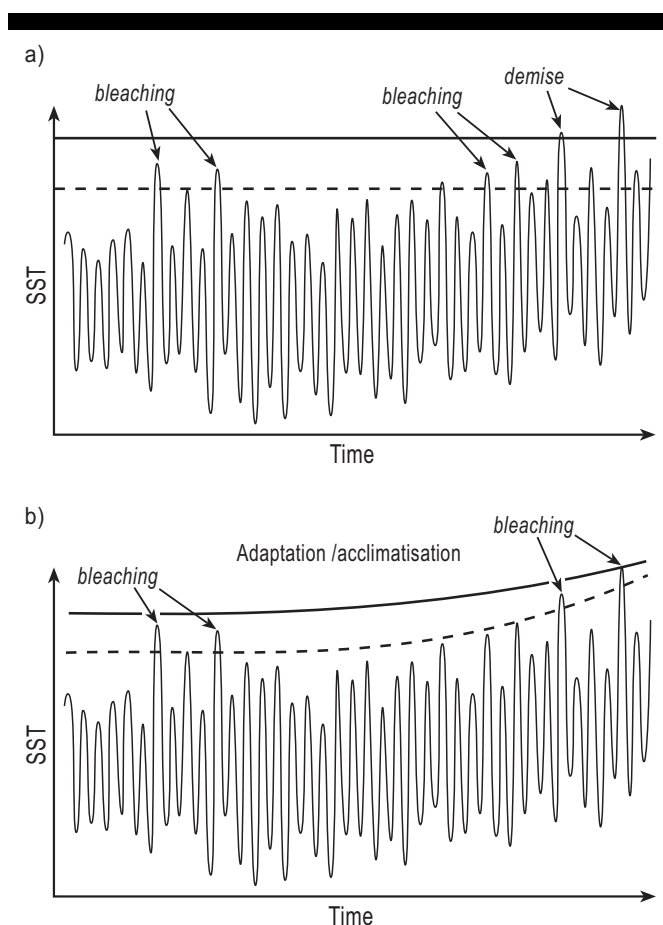 a)
bleaching
bleaching
demise
SST
Time
b)
bleaching
Adaptation /acclimatisation
bleaching
SST
Time